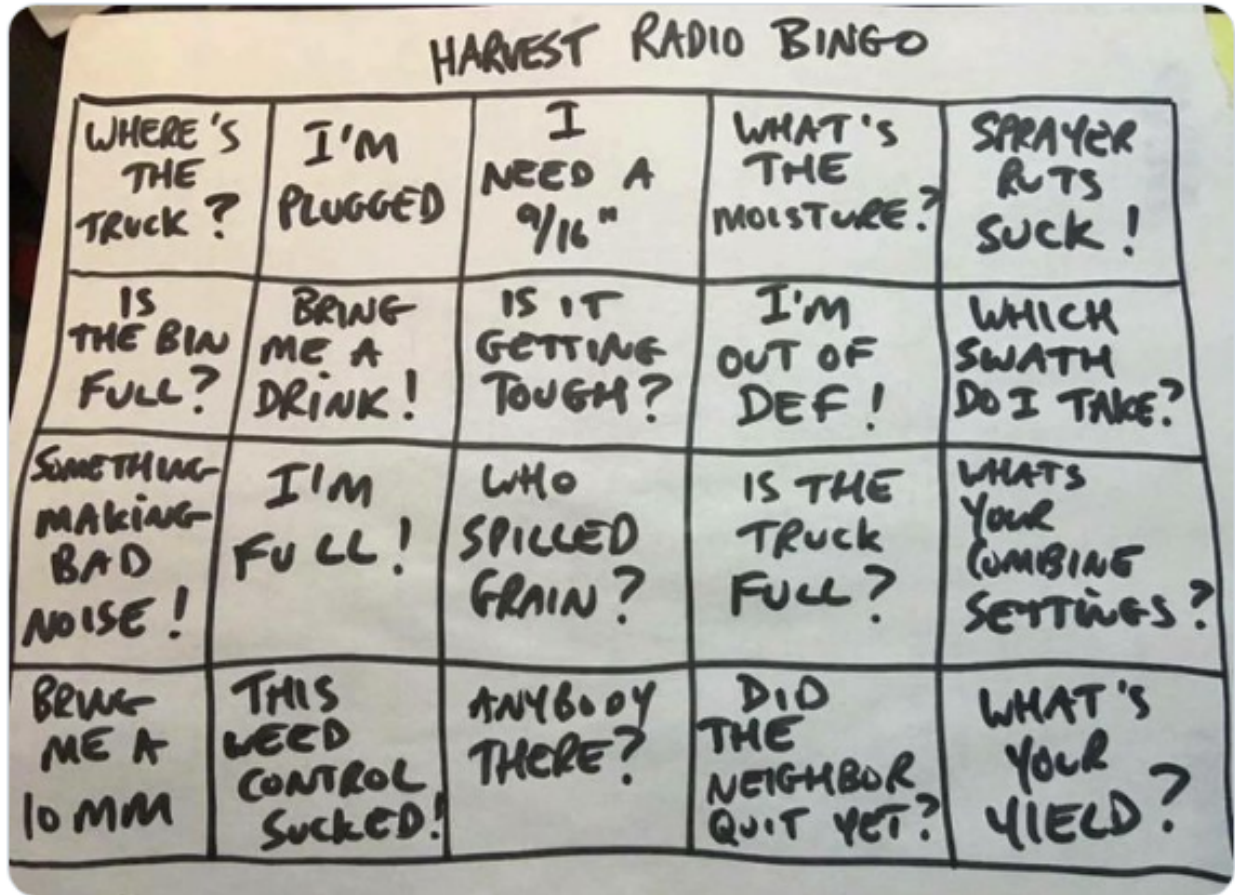 HARVEST RADIO BINGO
WHERE'S
THE
TRUCK?
I'M
PLUGGED
I
NEED A
9/16"
WHAT'S
THE
MOISTURE?
SPRAYER
RUTS
SUCK!
IS
THE BIN
FULL?
BRING
ME A
DRINK!
IS IT
GETTING
TOUGH?
I'M
OUT OF
DEF!
WHICH
SWATH
DO I TAKE?
SOMETHING
MAKING
BAD
NOISE!
I'M
FULL!
WHO
SPILLED
GRAIN?
IS THE
TRUCK
FULL?
WHATS
YOUR
COMBINE
SETTINGS?
BRING
ME A
10 MM
THIS
WEED
CONTROL
SUCKED!
ANYBODY
THERE?
DID
THE
NEIGHBOR
QUIT YET?
WHAT'S
YOUR
YIELD?